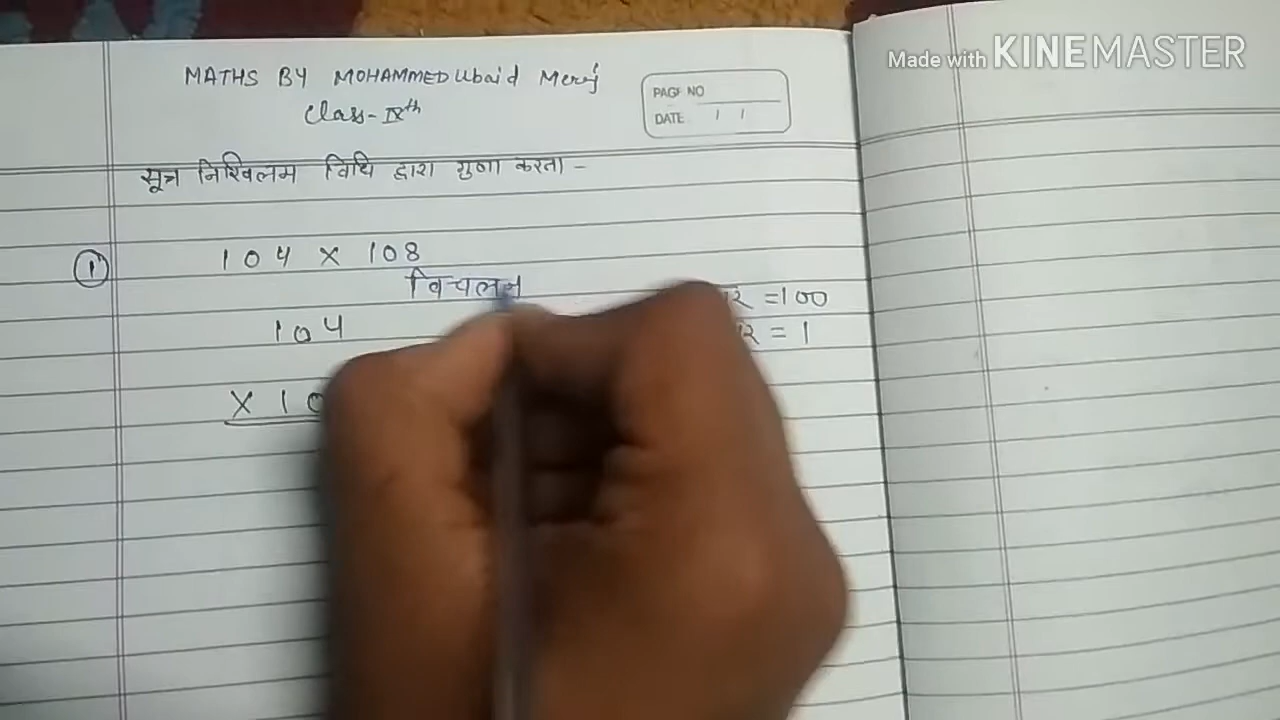 Made with KINEMASTER
MATHS BY MOHAMMED Ubaid Meraj
Class-IXth
PAGE NO
DATE / /
सूत्र निखिलम विधि द्वारा गुणा करना -
① 104 X 108
विचलन
104
X 10
= 100
= 1